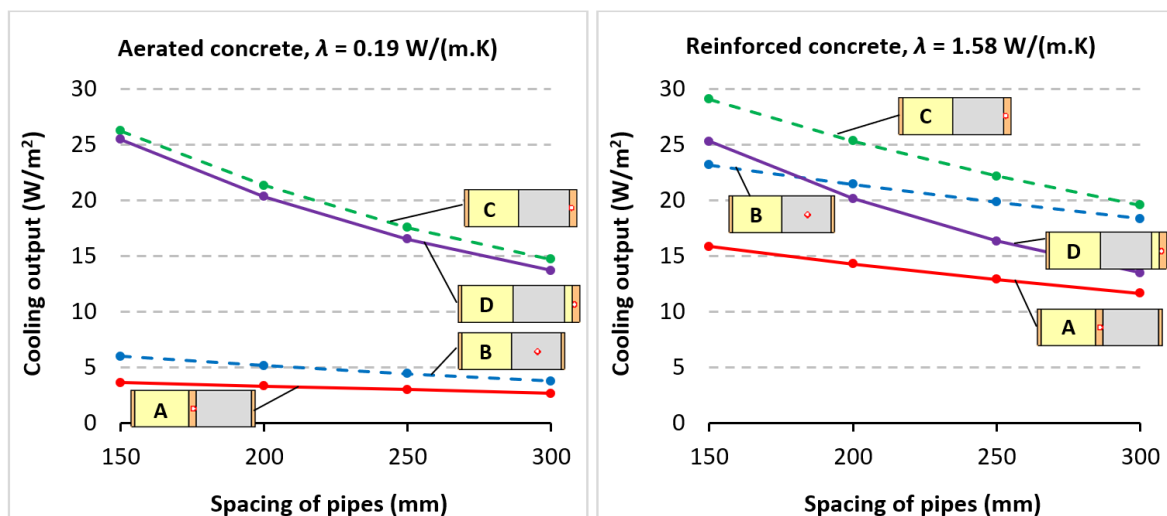 Aerated concrete, λ = 0.19 W/(m.K)
Cooling output (W/m²)
30
25
20
15
10
5
0
C
D
B
A
150 200 250 300
Spacing of pipes (mm)
Reinforced concrete, λ = 1.58 W/(m.K)
Cooling output (W/m²)
30
25
20
15
10
5
0
C
B
D
A
150 200 250 300
Spacing of pipes (mm)